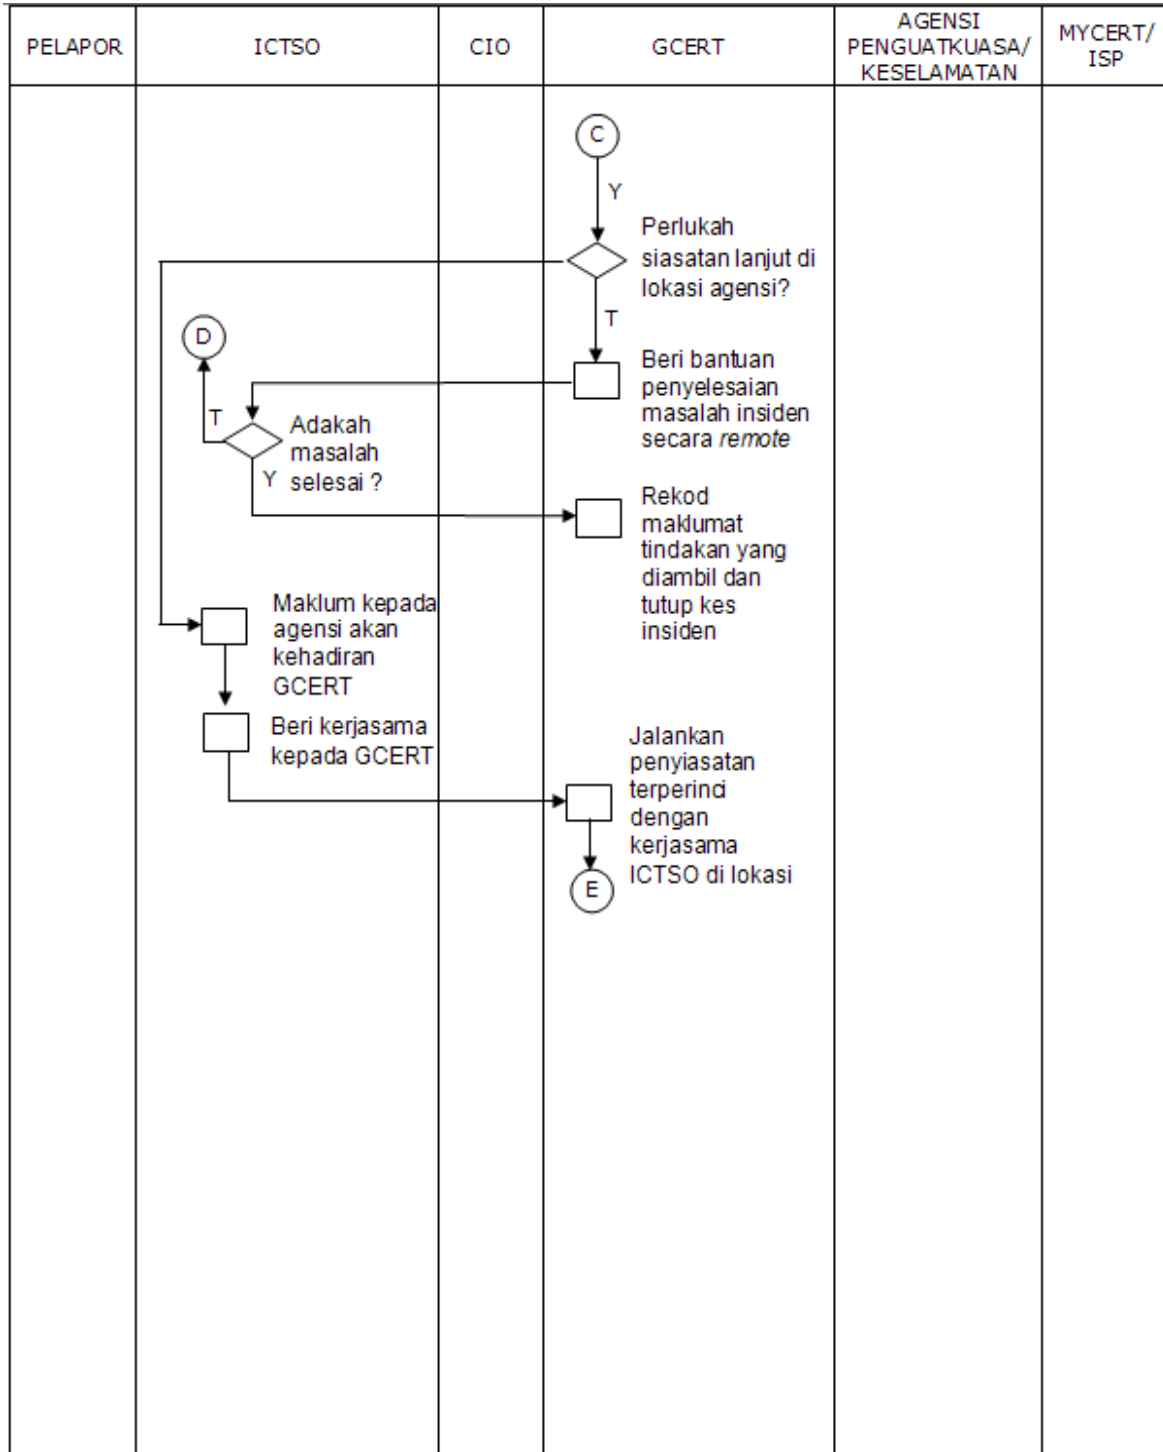 PELAPOR
ICTSO
CIO
GCERT
AGENSI
PENGUATKUASA/
KESELAMATAN
MYCERT/
ISP
C
Y
Perlukah
siasatan lanjut di
lokasi agensi?
T
D
Beri bantuan
penyelesaian
masalah insiden
secara remote
T
Adakah
masalah
selesai ?
Y
Rekod
maklumat
tindakan yang
diambil dan
tutup kes
insiden
Maklum kepada
agensi akan
kehadiran
GCERT
Beri kerjasama
kepada GCERT
Jalankan
penyiasatan
terperinci
dengan
kerjasama
ICTSO di lokasi
E